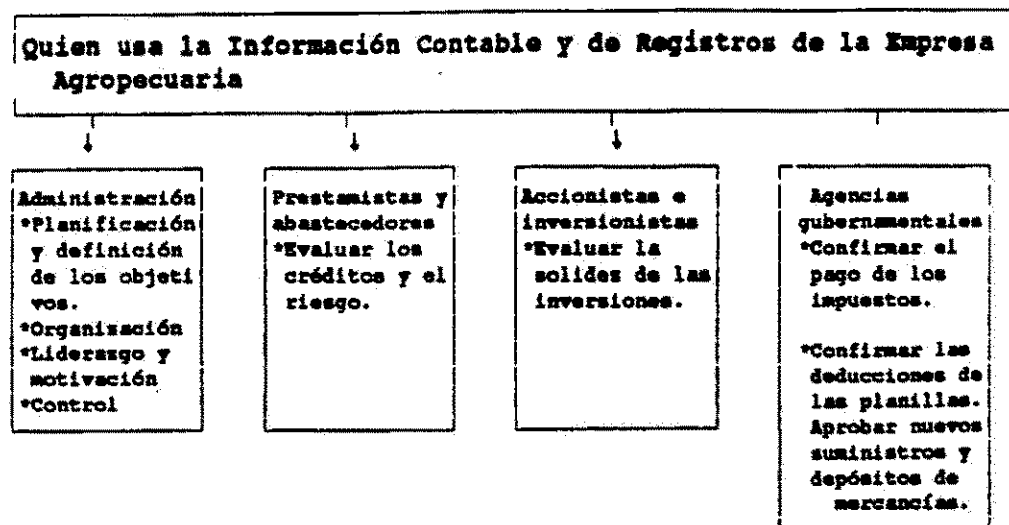 Quien usa la Información Contable y de Registros de la Empresa
Agropecuaria
Administración
*Planificación
y definición
de los objeti
vos.
*Organización
*Liderazgo y
motivación
*Control
Prestamistas y
abastecedores
*Evaluar los
créditos y el
riesgo.
Accionistas e
inversionistas
*Evaluar la
solides de las
inversiones.
Agencias
gubernamentales
*Confirmar el
pago de los
impuestos.
*Confirmar las
deducciones de
las planillas.
Aprobar nuevos
suministros y
depósitos de
mercancías.